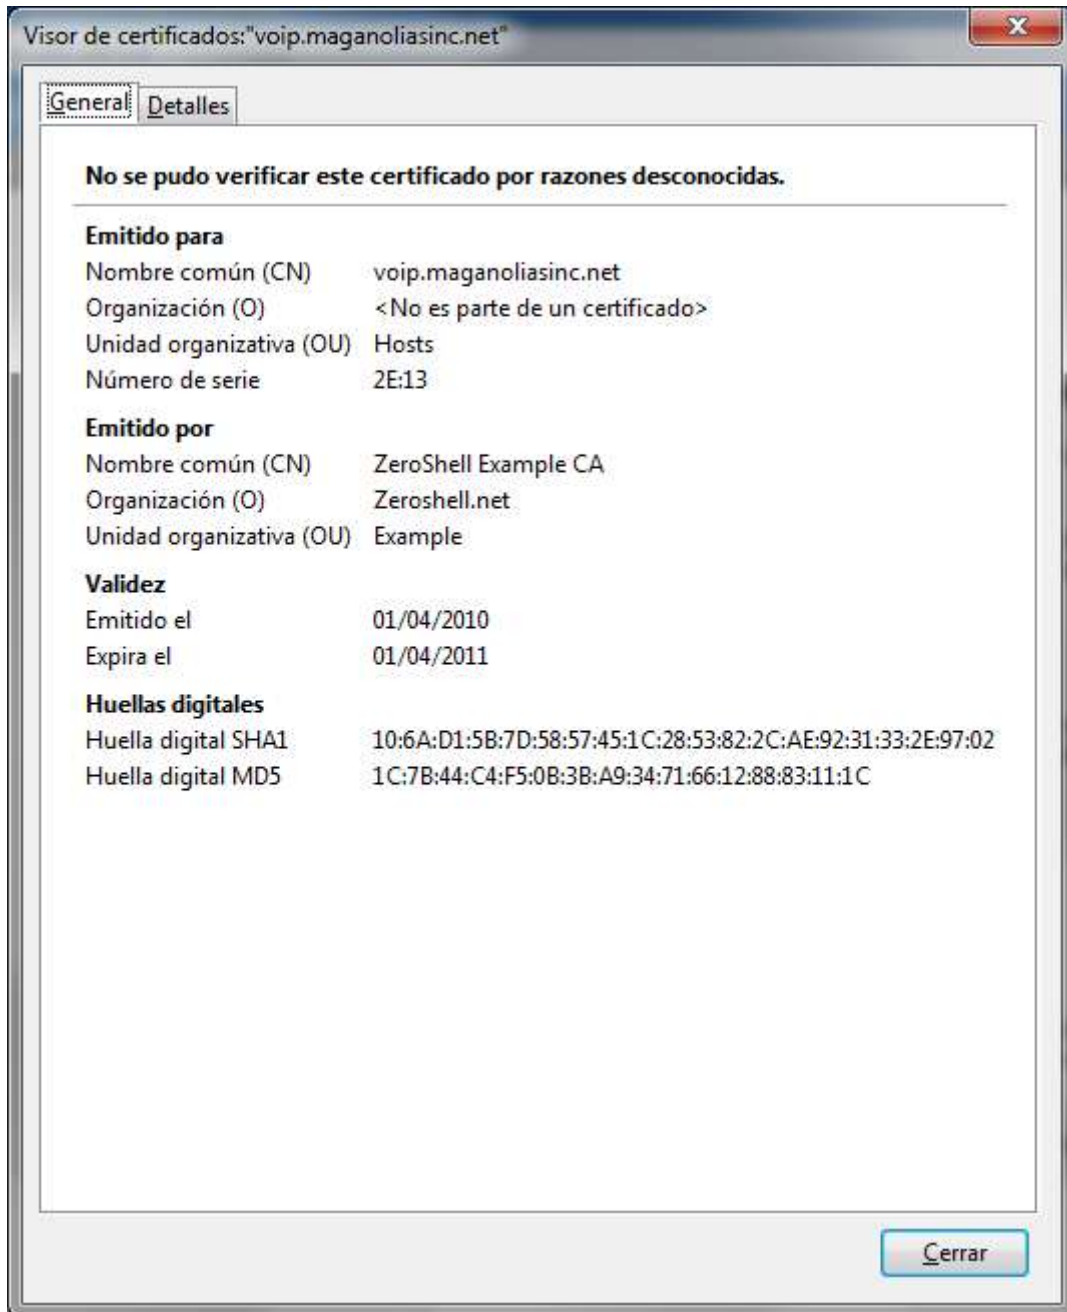 Visor de certificados:"voip.maganoliasinc.net"
General Detalles
No se pudo verificar este certificado por razones desconocidas.
Emitido para
Nombre común (CN) voip.maganoliasinc.net
Organización (O) <No es parte de un certificado>
Unidad organizativa (OU) Hosts
Número de serie 2E:13
Emitido por
Nombre común (CN) ZeroShell Example CA
Organización (O) Zeroshell.net
Unidad organizativa (OU) Example
Validez
Emitido el 01/04/2010
Expira el 01/04/2011
Huellas digitales
Huella digital SHA1 10:6A:D1:5B:7D:58:57:45:1C:28:53:82:2C:AE:92:31:33:2E:97:02
Huella digital MD5 1C:7B:44:C4:F5:0B:3B:A9:34:71:66:12:88:83:11:1C
Cerrar